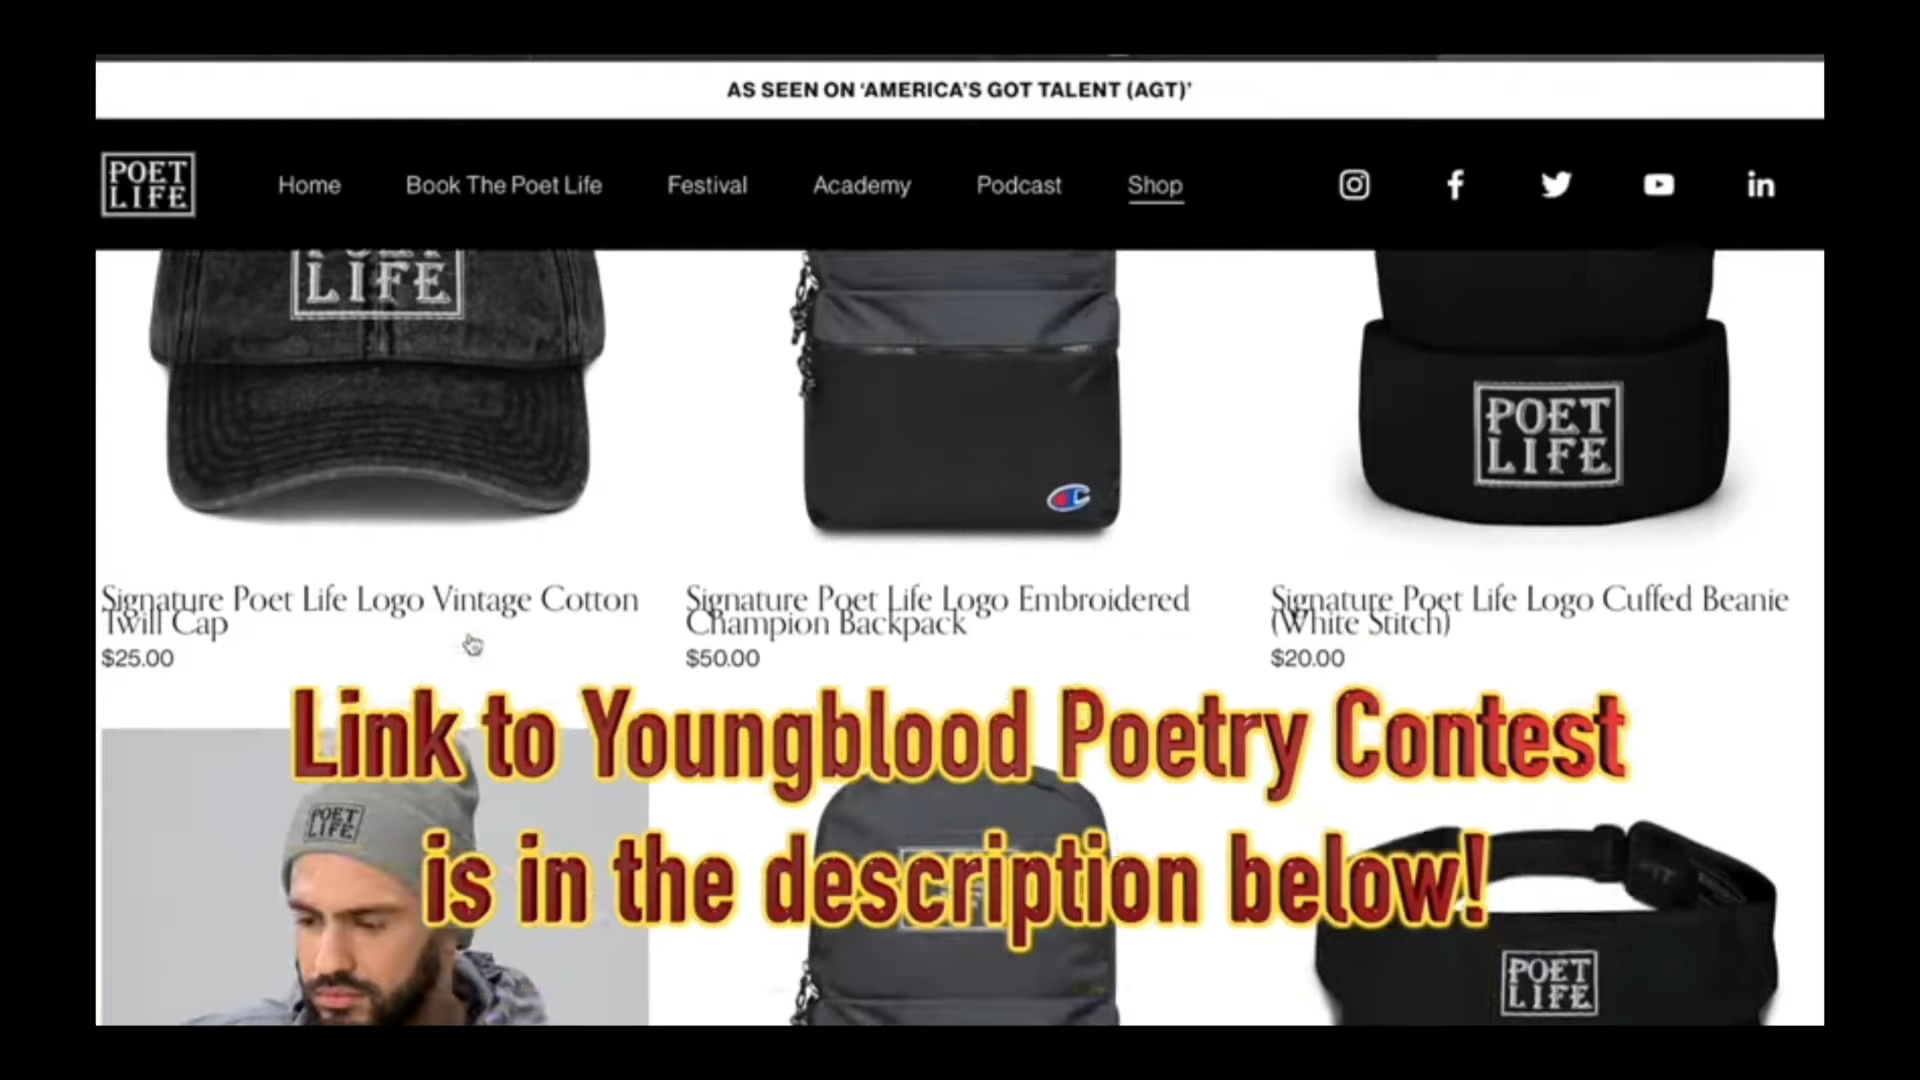 AS SEEN ON ‘AMERICA’S GOT TALENT (AGT)’
POET
LIFE
Home
Book The Poet Life
Festival
Academy
Podcast
Shop
LIFE
POET
LIFE
Signature Poet Life Logo Vintage Cotton
Twill Cap
$25.00
Signature Poet Life Logo Embroidered
Champion Backpack
$50.00
Signature Poet Life Logo Cuffed Beanie
(White Stitch)
$20.00
Link to Youngblood Poetry Contest
is in the description below!
POET
LIFE
POET
LIFE